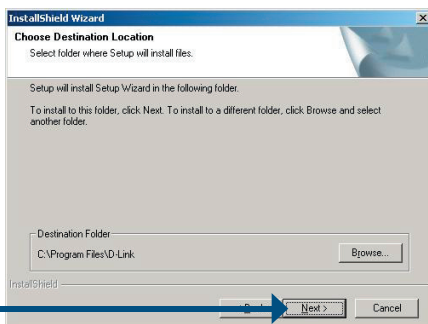 InstallShield Wizard
Choose Destination Location
Select folder where Setup will install files.
Setup will install Setup Wizard in the following folder.
To install to this folder, click Next. To install to a different folder, click Browse and select
another folder.
Destination Folder
C:\Program Files\D-Link
Browse...
InstallShield
Next > Cancel